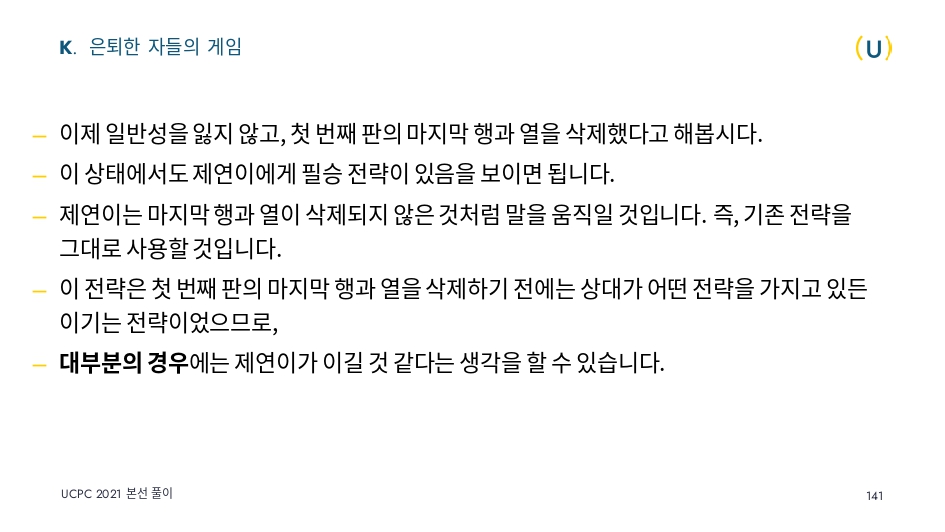 K. 은퇴한 자들의 게임
(U)
– 이제 일반성을 잃지 않고, 첫 번째 판의 마지막 행과 열을 삭제했다고 해봅시다.
– 이 상태에서도 제연이에게 필승 전략이 있음을 보이면 됩니다.
– 제연이는 마지막 행과 열이 삭제되지 않은 것처럼 말을 움직일 것입니다. 즉, 기존 전략을
그대로 사용할 것입니다.
– 이 전략은 첫 번째 판의 마지막 행과 열을 삭제하기 전에는 상대가 어떤 전략을 가지고 있든
이기는 전략이었으므로,
– 대부분의 경우에는 제연이가 이길 것 같다는 생각을 할 수 있습니다.
UCPC 2021 본선 풀이
141